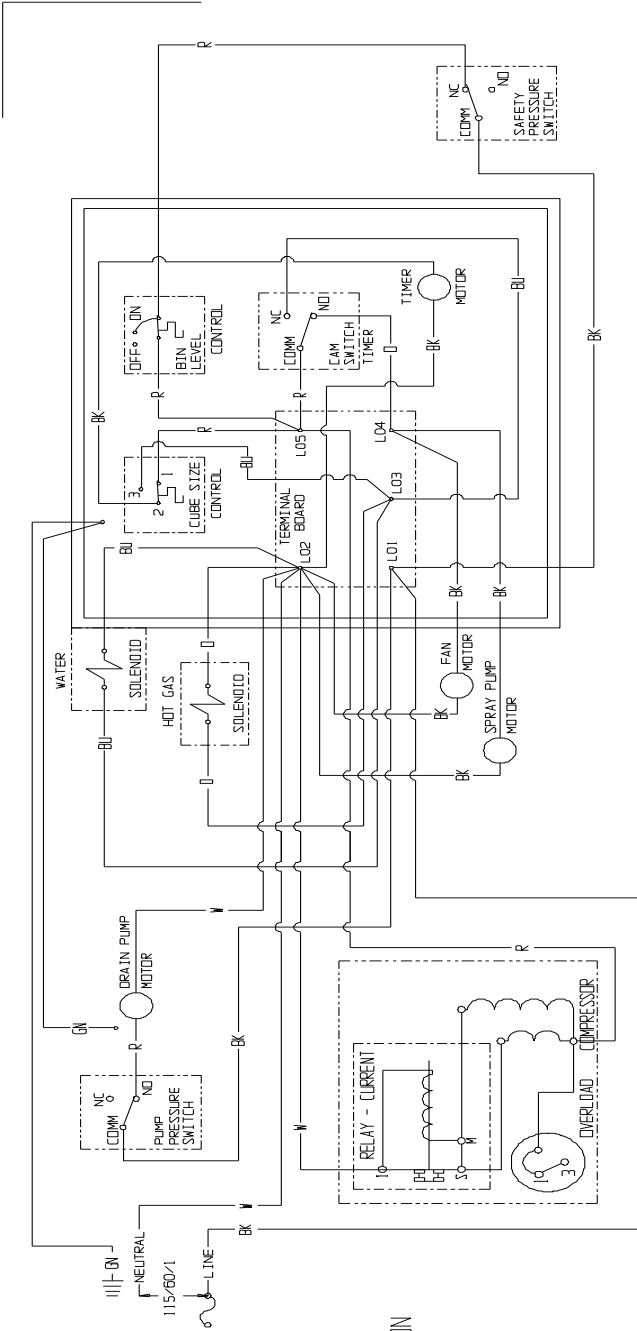 R
SAFETY
PRESSURE
SWITCH
COMM
NC
NO
OFF
ON
BIN
LEVEL
CONTROL
R
BK
COMM
NC
NO
CAM
SWITCH
TIMER
R
O
TIMER
MOTOR
BK
BU
BK
CUBE SIZE
CONTROL
1
2
3
R
BU
TERMINAL
BOARD
L05
L04
L03
L02
L01
BU
O
BK
BK
WATER
SOLENOID
BU
HOT GAS
SOLENOID
O
FAN
MOTOR
BK
SPRAY PUMP
MOTOR
BK
DRAIN PUMP
MOTOR
W
GN
R
BK
NC
NO
COMM
PUMP
PRESSURE
SWITCH
R
W
RELAY - CURRENT
1
S
M
COMPRESSOR
OVERLOAD
1
3
GN
NEUTRAL
115/60/1
LINE
W
BK